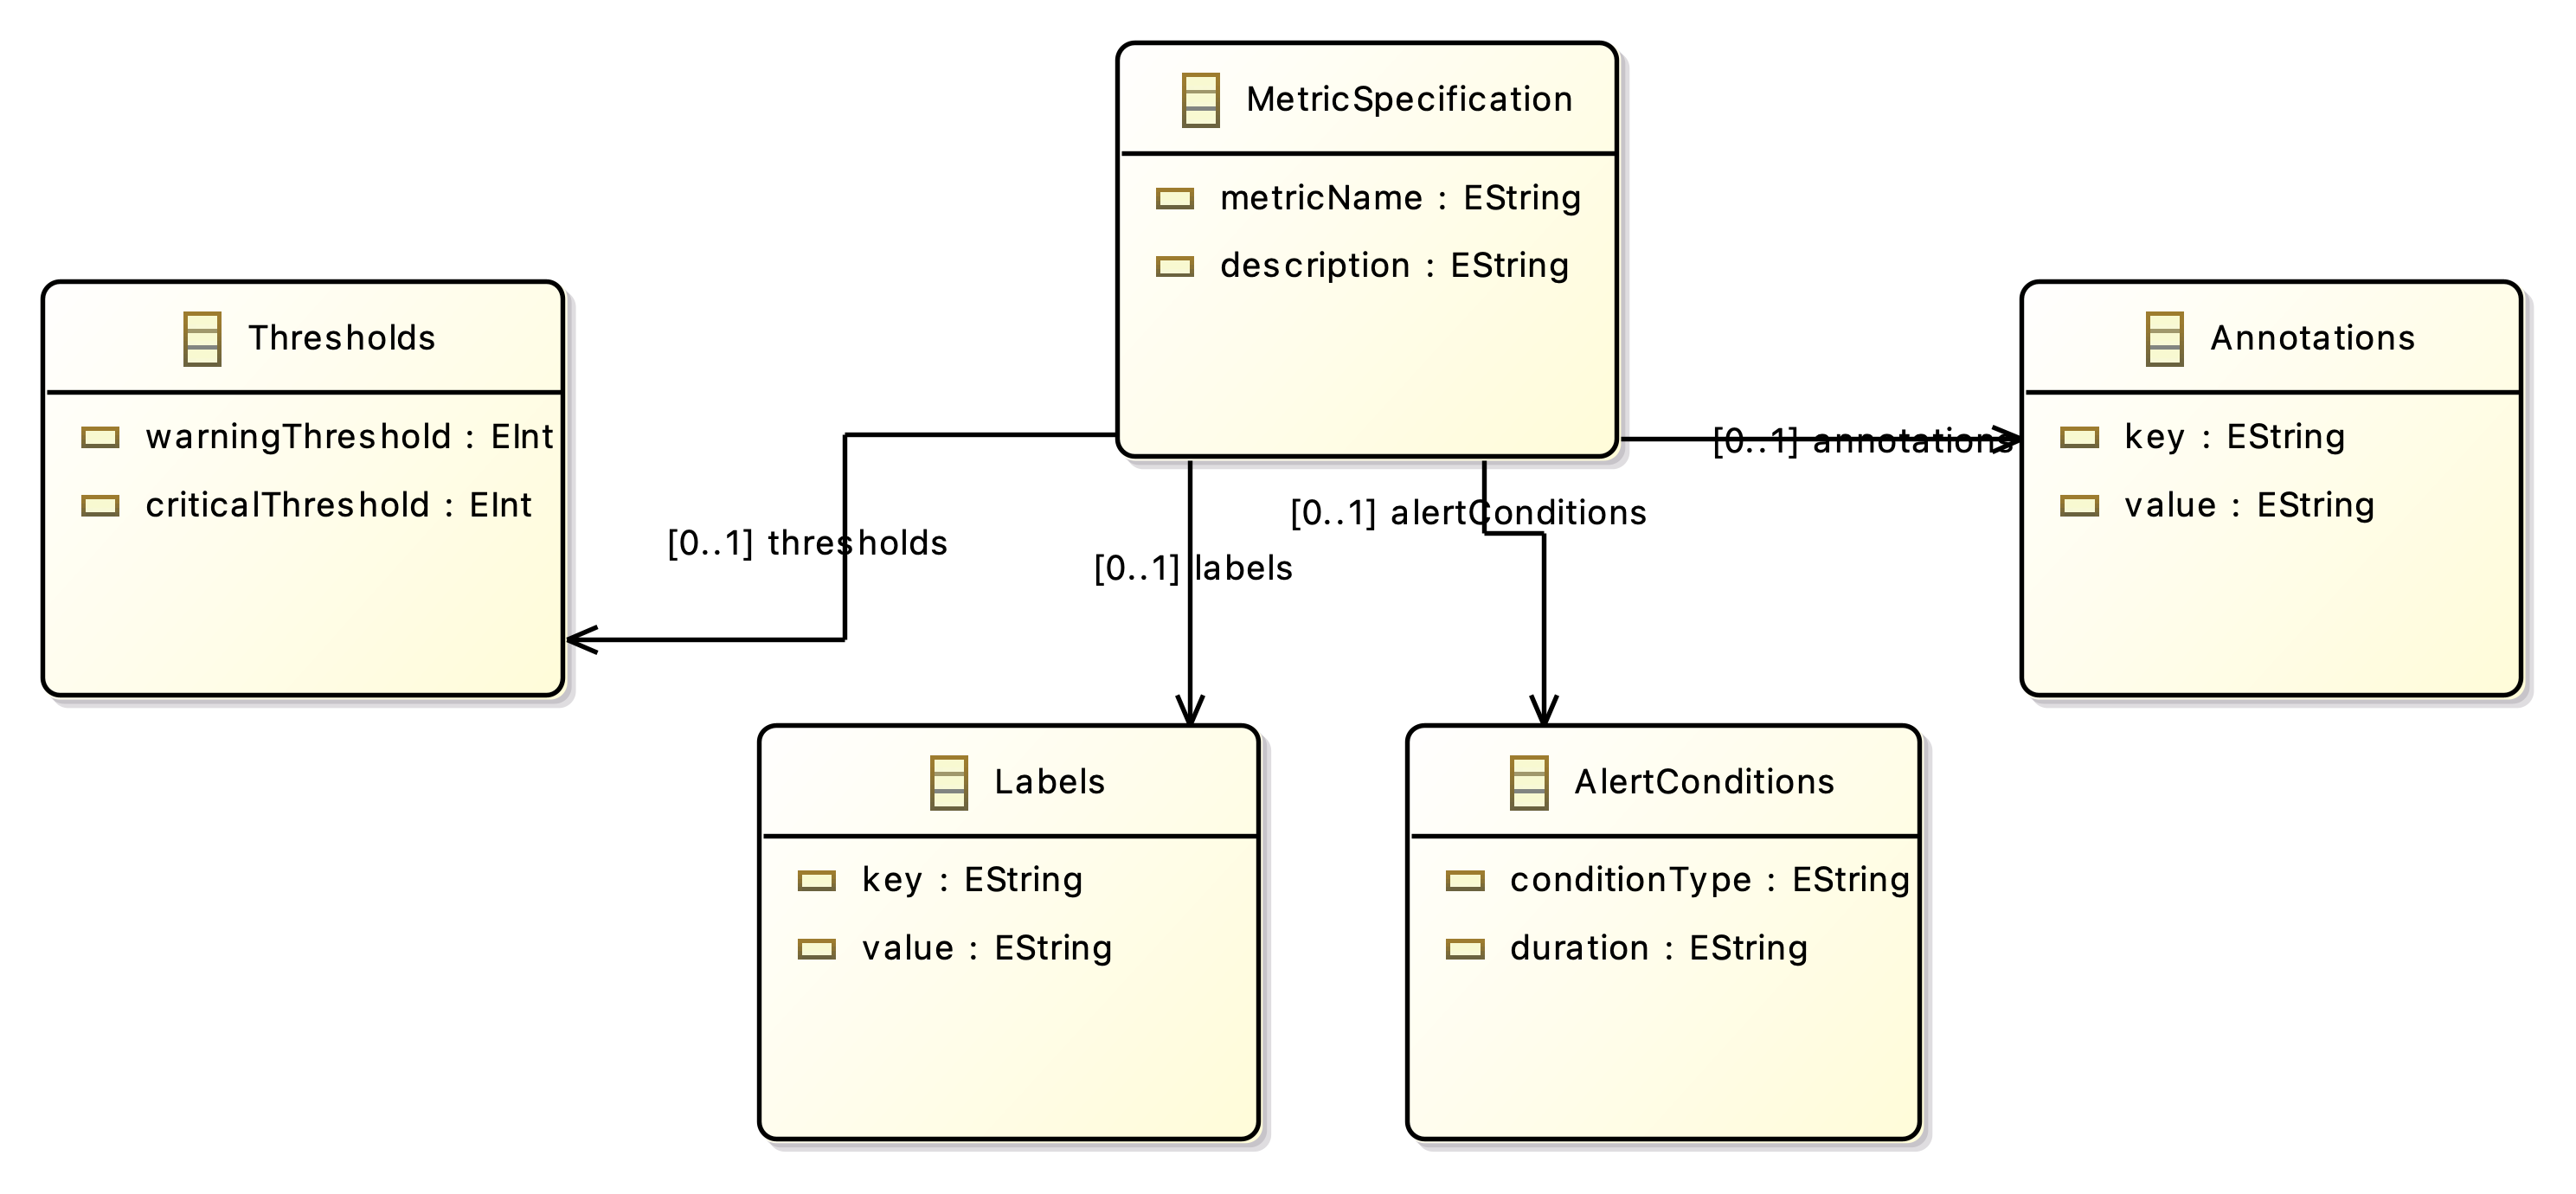 MetricSpecification
metricName : EString
description : EString
Thresholds
warningThreshold : EInt
criticalThreshold : EInt
Annotations
key : EString
value : EString
[0..1] annotations
[0..1] alertConditions
[0..1] thresholds
[0..1] labels
Labels
key : EString
value : EString
AlertConditions
conditionType : EString
duration : EString